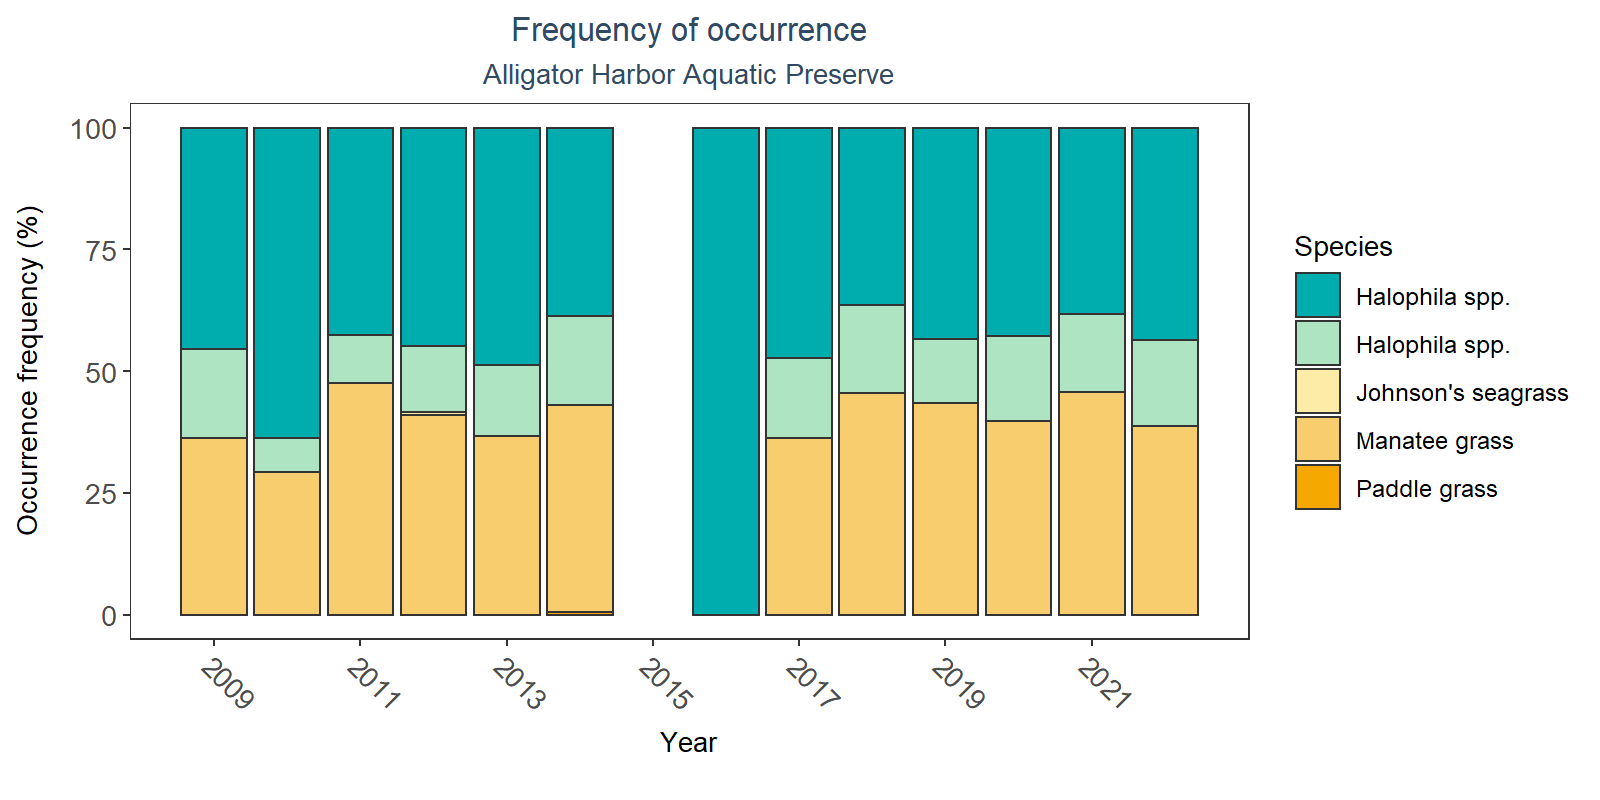 Frequency of occurrence
Alligator Harbor Aquatic Preserve
Occurrence frequency (%)
100
75
50
25
0
2009
2011
2013
2015
2017
2019
2021
Year
Species
Halophila spp.
Halophila spp.
Johnson's seagrass
Manatee grass
Paddle grass